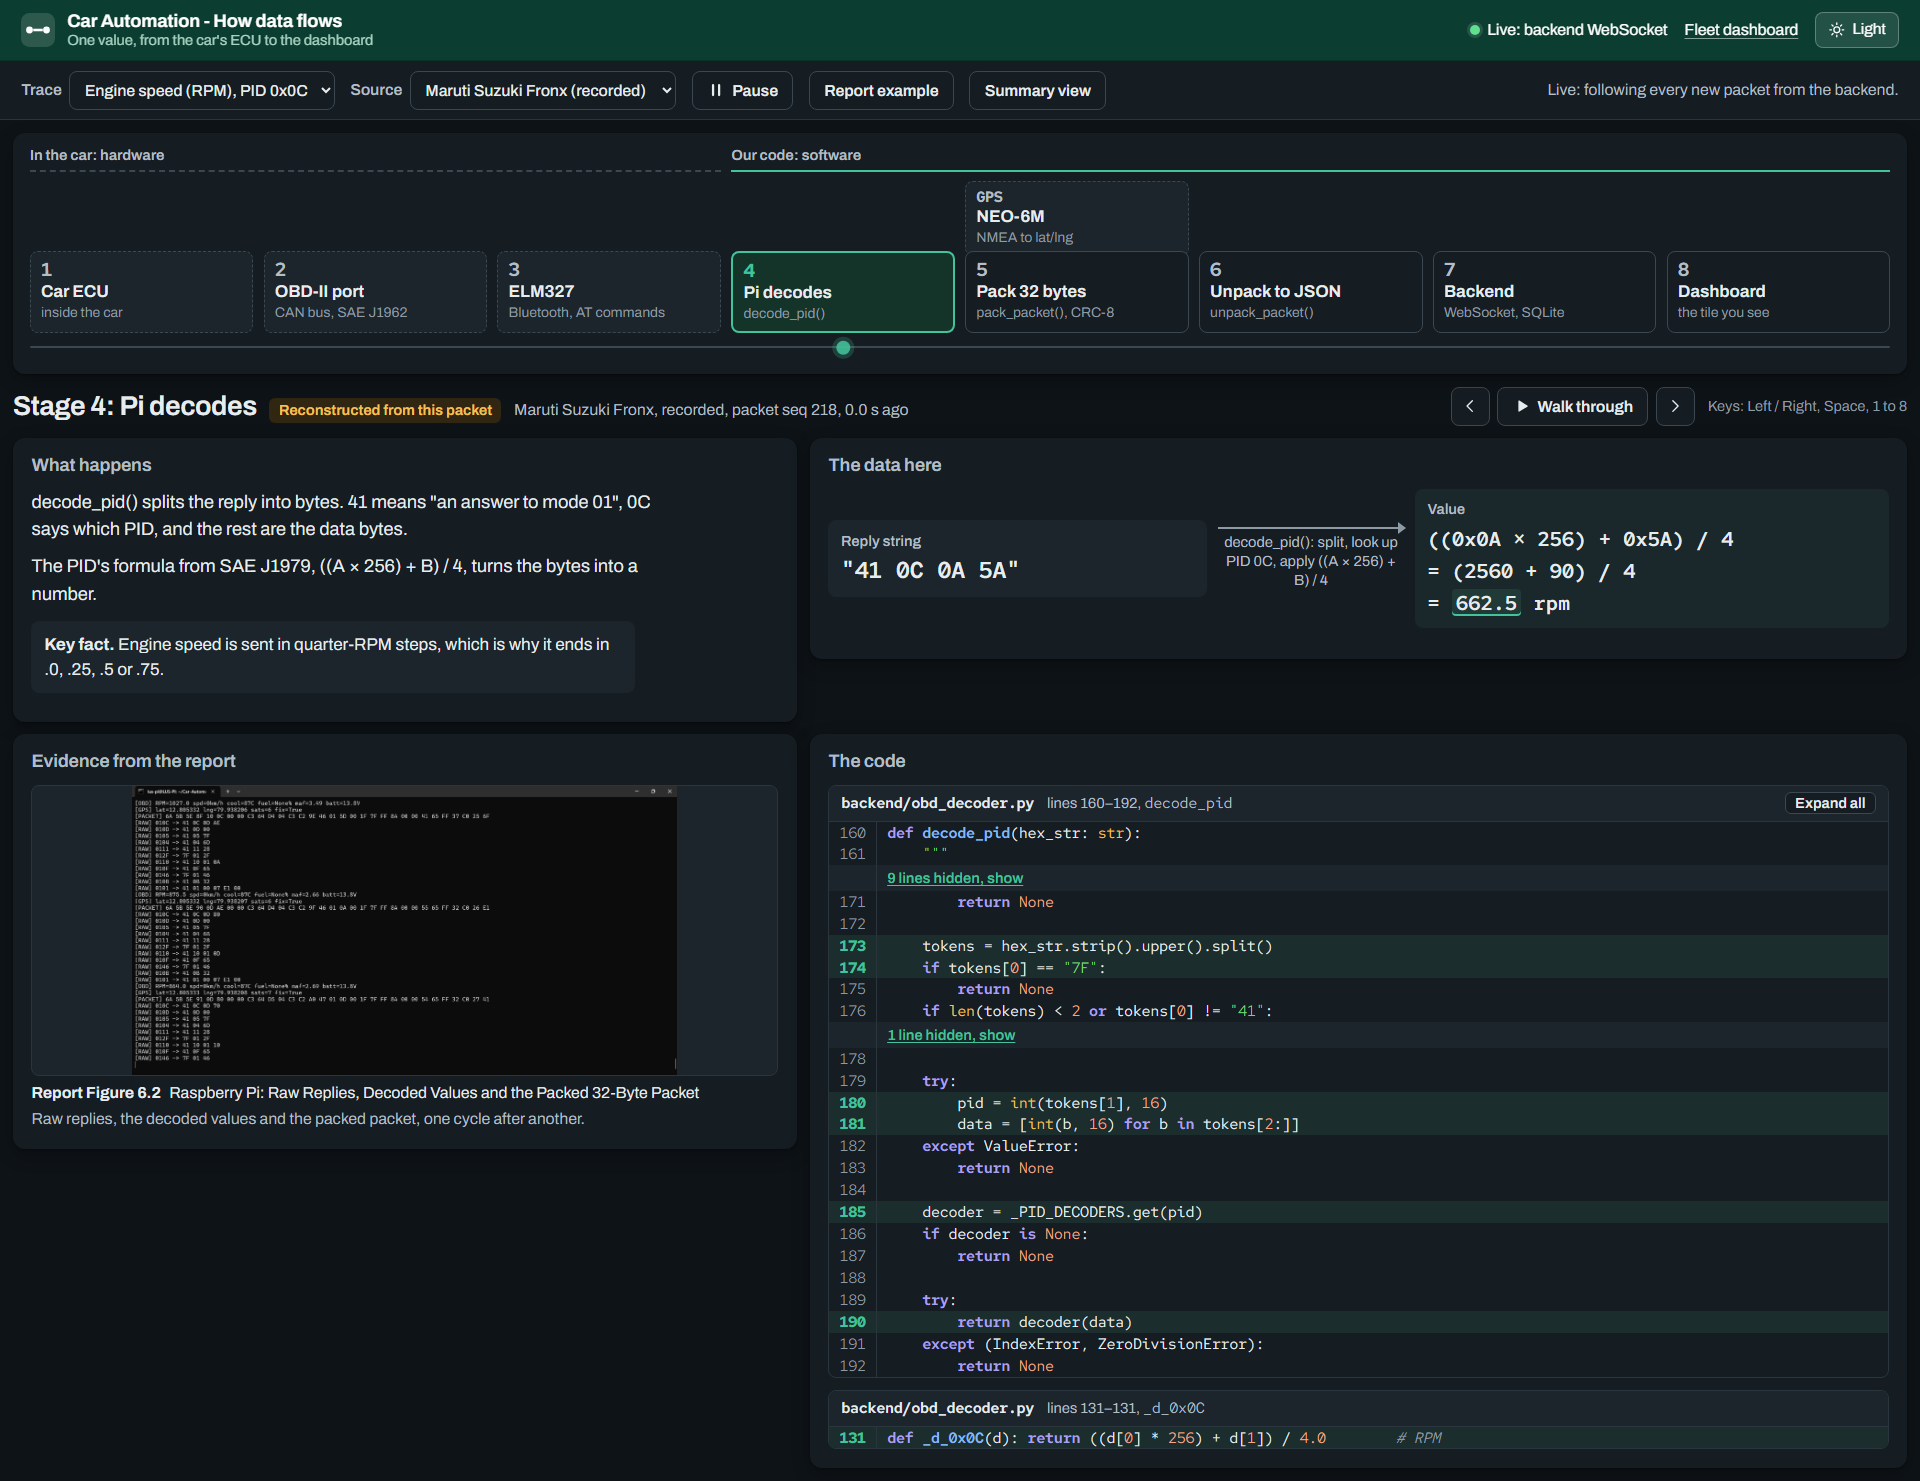 Car Automation - How data flows
One value, from the car's ECU to the dashboard
Live: backend WebSocket
Fleet dashboard
Light
Trace
Engine speed (RPM), PID 0x0C
Source
Maruti Suzuki Fronx (recorded)
Pause
Report example
Summary view
Live: following every new packet from the backend.
In the car: hardware
Our code: software
GPS
NEO-6M
NMEA to lat/lng
1
Car ECU
inside the car
2
OBD-II port
CAN bus, SAE J1962
3
ELM327
Bluetooth, AT commands
4
Pi decodes
decode_pid()
5
Pack 32 bytes
pack_packet(), CRC-8
6
Unpack to JSON
unpack_packet()
7
Backend
WebSocket, SQLite
8
Dashboard
the tile you see
Stage 4: Pi decodes
Reconstructed from this packet
Maruti Suzuki Fronx, recorded, packet seq 218, 0.0 s ago
Walk through
Keys: Left / Right, Space, 1 to 8
What happens
decode_pid() splits the reply into bytes. 41 means "an answer to mode 01", 0C
says which PID, and the rest are the data bytes.
The PID's formula from SAE J1979, ((A × 256) + B) / 4, turns the bytes into a
number.
Key fact. Engine speed is sent in quarter-RPM steps, which is why it ends in
.0, .25, .5 or .75.
The data here
Reply string
"41 0C 0A 5A"
decode_pid(): split, look up
PID 0C, apply ((A × 256) +
B) / 4
Value
((0x0A × 256) + 0x5A) / 4
= (2560 + 90) / 4
= 662.5 rpm
Evidence from the report
Report Figure 6.2 Raspberry Pi: Raw Replies, Decoded Values and the Packed 32-Byte Packet
Raw replies, the decoded values and the packed packet, one cycle after another.
The code
backend/obd_decoder.py lines 160–192, decode_pid
Expand all
160 def decode_pid(hex_str: str):
161 """
9 lines hidden, show
171 return None
172
173 tokens = hex_str.strip().upper().split()
174 if tokens[0] == "7F":
175 return None
176 if len(tokens) < 2 or tokens[0] != "41":
1 line hidden, show
178
179 try:
180 pid = int(tokens[1], 16)
181 data = [int(b, 16) for b in tokens[2:]]
182 except ValueError:
183 return None
184
185 decoder = _PID_DECODERS.get(pid)
186 if decoder is None:
187 return None
188
189 try:
190 return decoder(data)
191 except (IndexError, ZeroDivisionError):
192 return None
backend/obd_decoder.py lines 131–131, _d_0x0C
131 def _d_0x0C(d): return ((d[0] * 256) + d[1]) / 4.0 # RPM